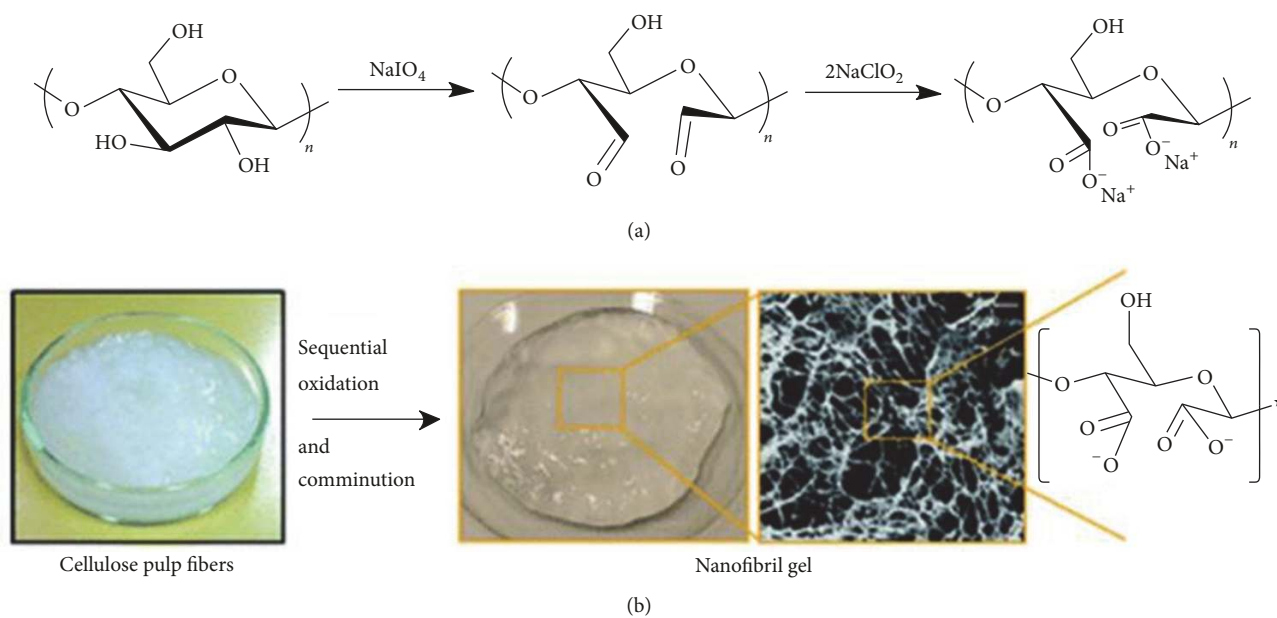 OH
O
O
HO
OH
n
NaIO4
OH
O
O
O
O
n
2NaClO2
OH
O
O
O
O
O−
Na+
O−
Na+
n
(a)
Sequential
oxidation
and
comminution
OH
O
O
O
O
−O
O−
x
Cellulose pulp fibers
Nanofibril gel
(b)